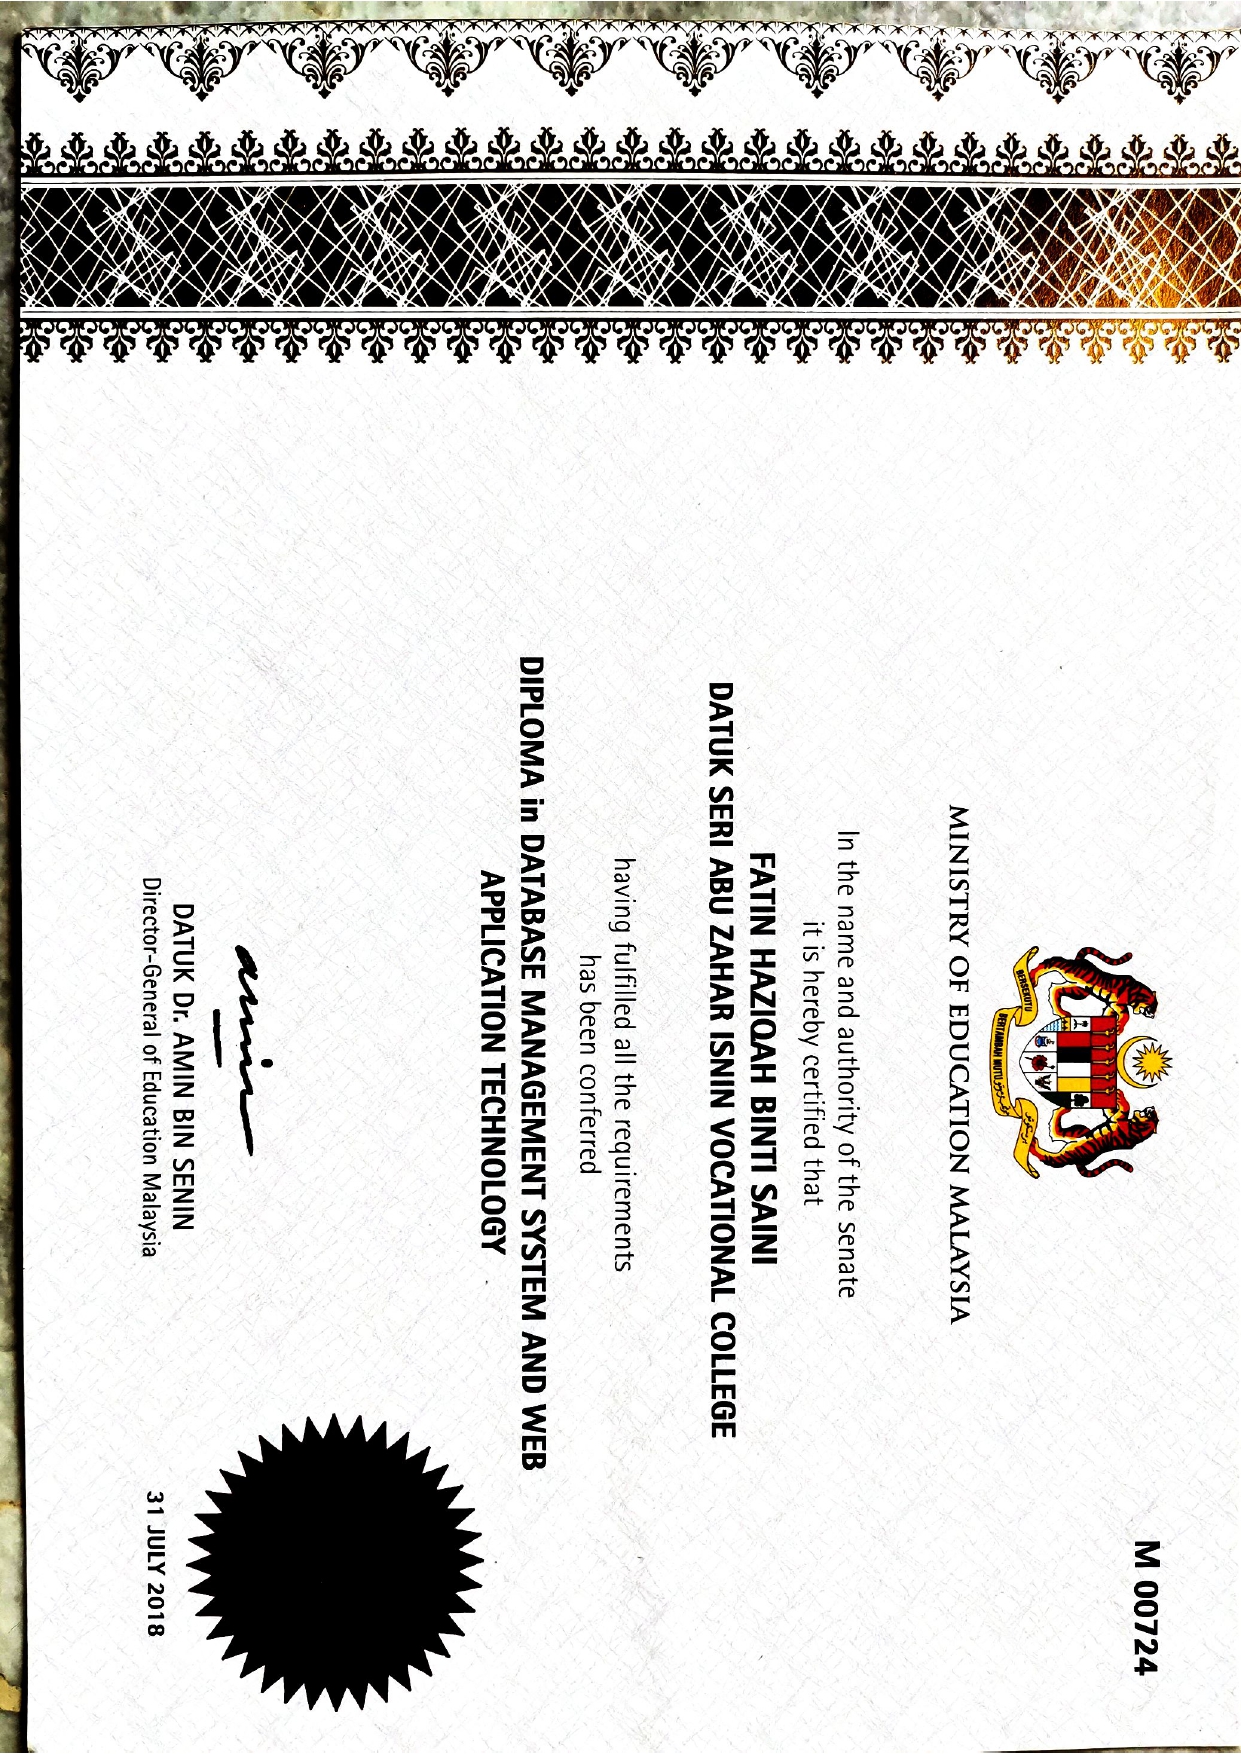 M 00724
BERSEKUTU
BERTAMBAH MUTU
MINISTRY OF EDUCATION MALAYSIA
In the name and authority of the senate
it is hereby certified that
FATIN HAZIQAH BINTI SAINI
DATUK SERI ABU ZAHAR ISNIN VOCATIONAL COLLEGE
having fulfilled all the requirements
has been conferred
DIPLOMA in DATABASE MANAGEMENT SYSTEM AND WEB
APPLICATION TECHNOLOGY
amin
DATUK Dr. AMIN BIN SENIN
Director-General of Education Malaysia
31 JULY 2018